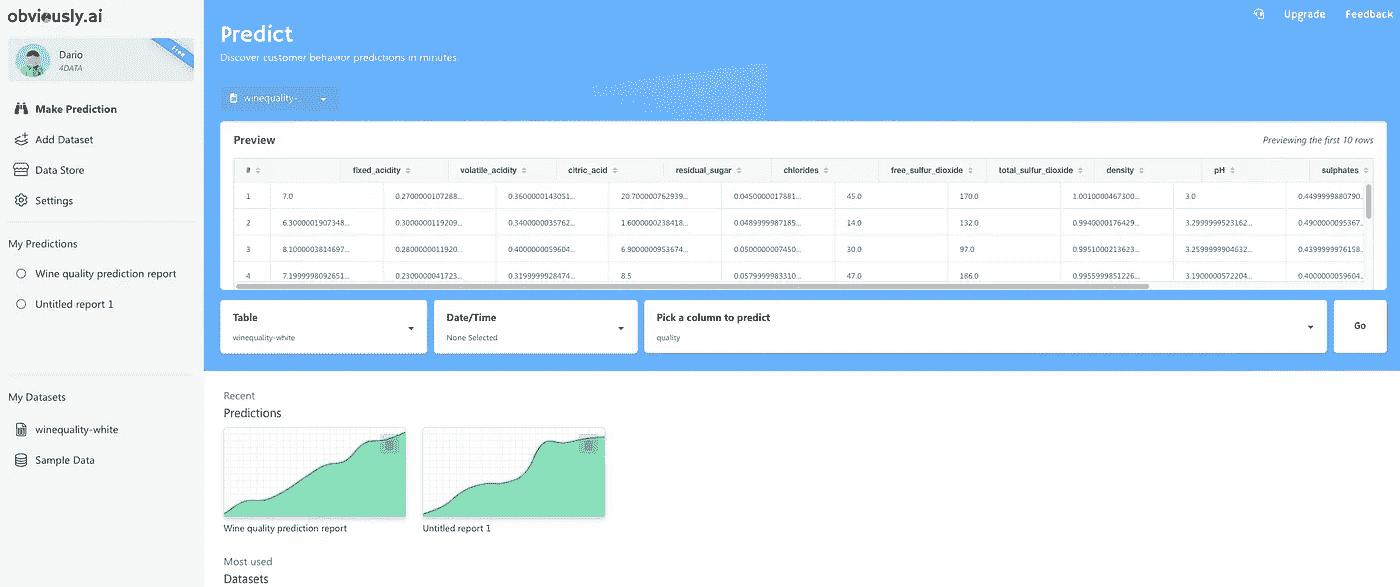 obviously.ai
Dario
4DATA
Free
Make Prediction
Add Dataset
Data Store
Settings
My Predictions
Wine quality prediction report
Untitled report 1
My Datasets
winequality-white
Sample Data
Upgrade Feedback
Predict
Discover customer behavior predictions in minutes.
winequality-...
Preview
Previewing the first 10 rows
# fixed_acidity volatile_acidity citric_acid residual_sugar chlorides free_sulfur_dioxide total_sulfur_dioxide density pH sulphates
1 7.0 0.2700000107288... 0.3600000143051... 20.700000762939... 0.0450000017881... 45.0 170.0 1.0010000467300... 3.0 0.4499999880790...
2 6.3000001907348... 0.3000000119209... 0.3400000035762... 1.6000000238418... 0.0489999987185... 14.0 132.0 0.9940000176429... 3.2999999523162... 0.4900000095367...
3 8.1000003814697... 0.2800000011920... 0.4000000059604... 6.9000000953674... 0.0500000007450... 30.0 97.0 0.9951000213623... 3.2599999904632... 0.4399999976158...
4 7.1999998092651... 0.2300000041723... 0.3199999928474... 8.5 0.0579999983310... 47.0 186.0 0.9955999851226... 3.1900000572204... 0.4000000059604...
Table
winequality-white
Date/Time
None Selected
Pick a column to predict
quality
Go
Recent
Predictions
Wine quality prediction report
Untitled report 1
Most used
Datasets